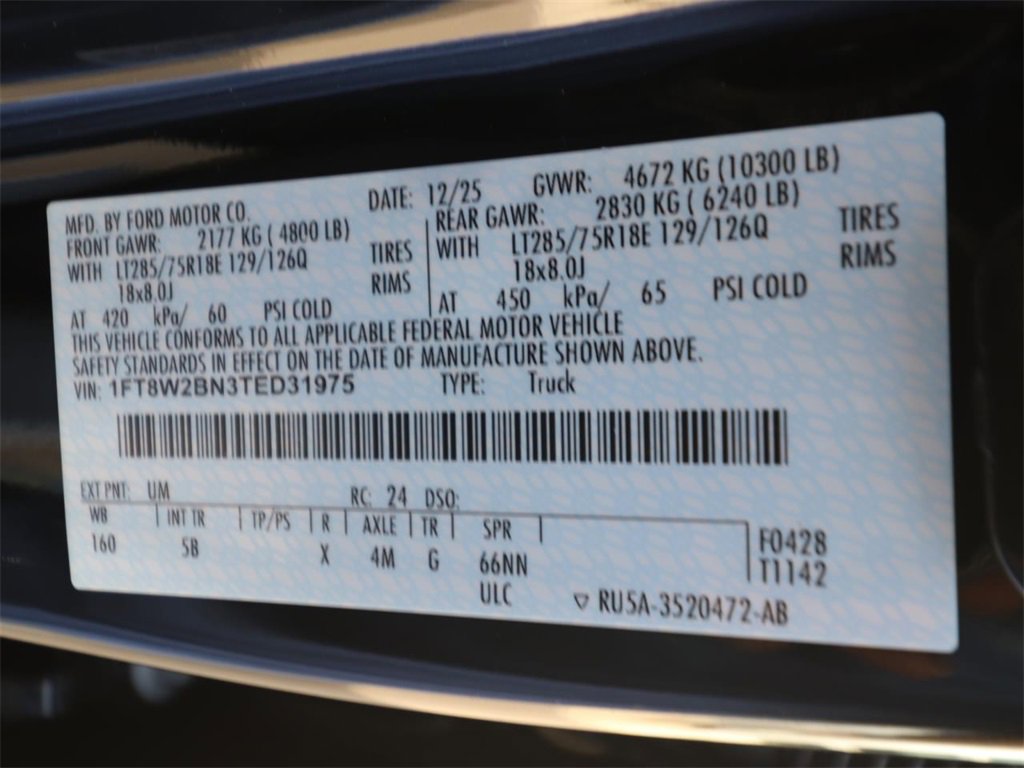 MFD. BY FORD MOTOR CO. DATE: 12/25 GVWR: 4672 KG (10300 LB)
FRONT GAWR: 2177 KG ( 4800 LB) REAR GAWR: 2830 KG ( 6240 LB)
WITH LT285/75R18E 129/126Q TIRES WITH LT285/75R18E 129/126Q TIRES
18x8.0J RIMS 18x8.0J RIMS
AT 420 kPa/ 60 PSI COLD AT 450 kPa/ 65 PSI COLD
THIS VEHICLE CONFORMS TO ALL APPLICABLE FEDERAL MOTOR VEHICLE
SAFETY STANDARDS IN EFFECT ON THE DATE OF MANUFACTURE SHOWN ABOVE.
VIN: 1FT8W2BN3TED31975 TYPE: Truck
EXT PNT: UM RC: 24 DSO:
WB INT TR TP/PS R AXLE TR SPR F0428
160 5B X 4M G 66NN T1142
ULC ▽ RU5A-3520472-AB